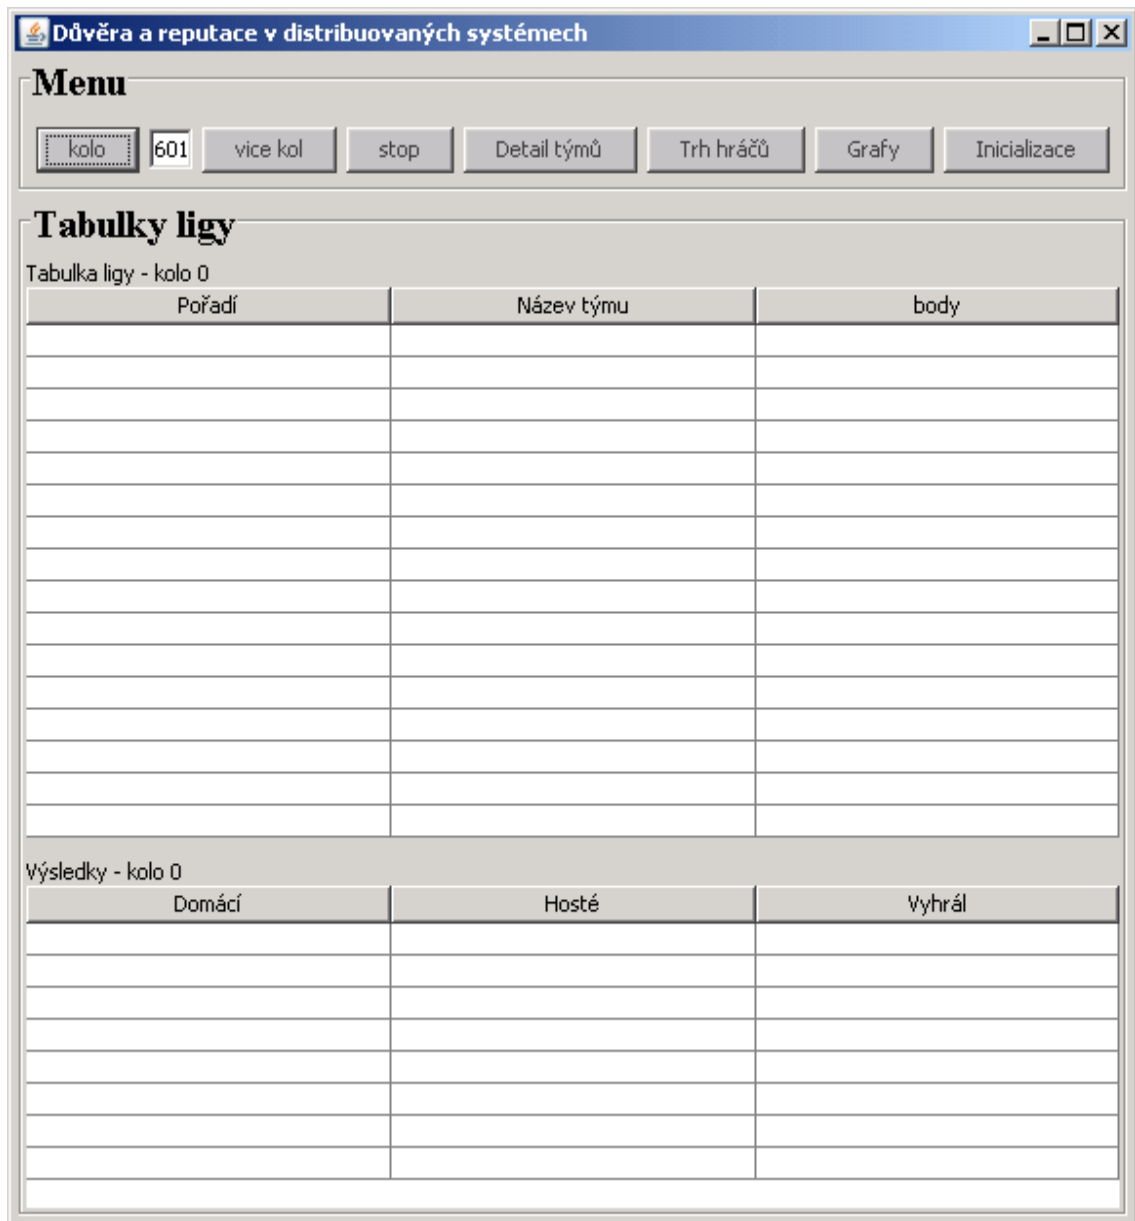 Důvěra a reputace v distribuovaných systémech
Menu
kolo 601 vice kol stop Detail týmů Trh hráčů Grafy Inicializace
Tabulky ligy
Tabulka ligy - kolo 0
Pořadí Název týmu body
Výsledky - kolo 0
Domácí Hosté Vyhrál